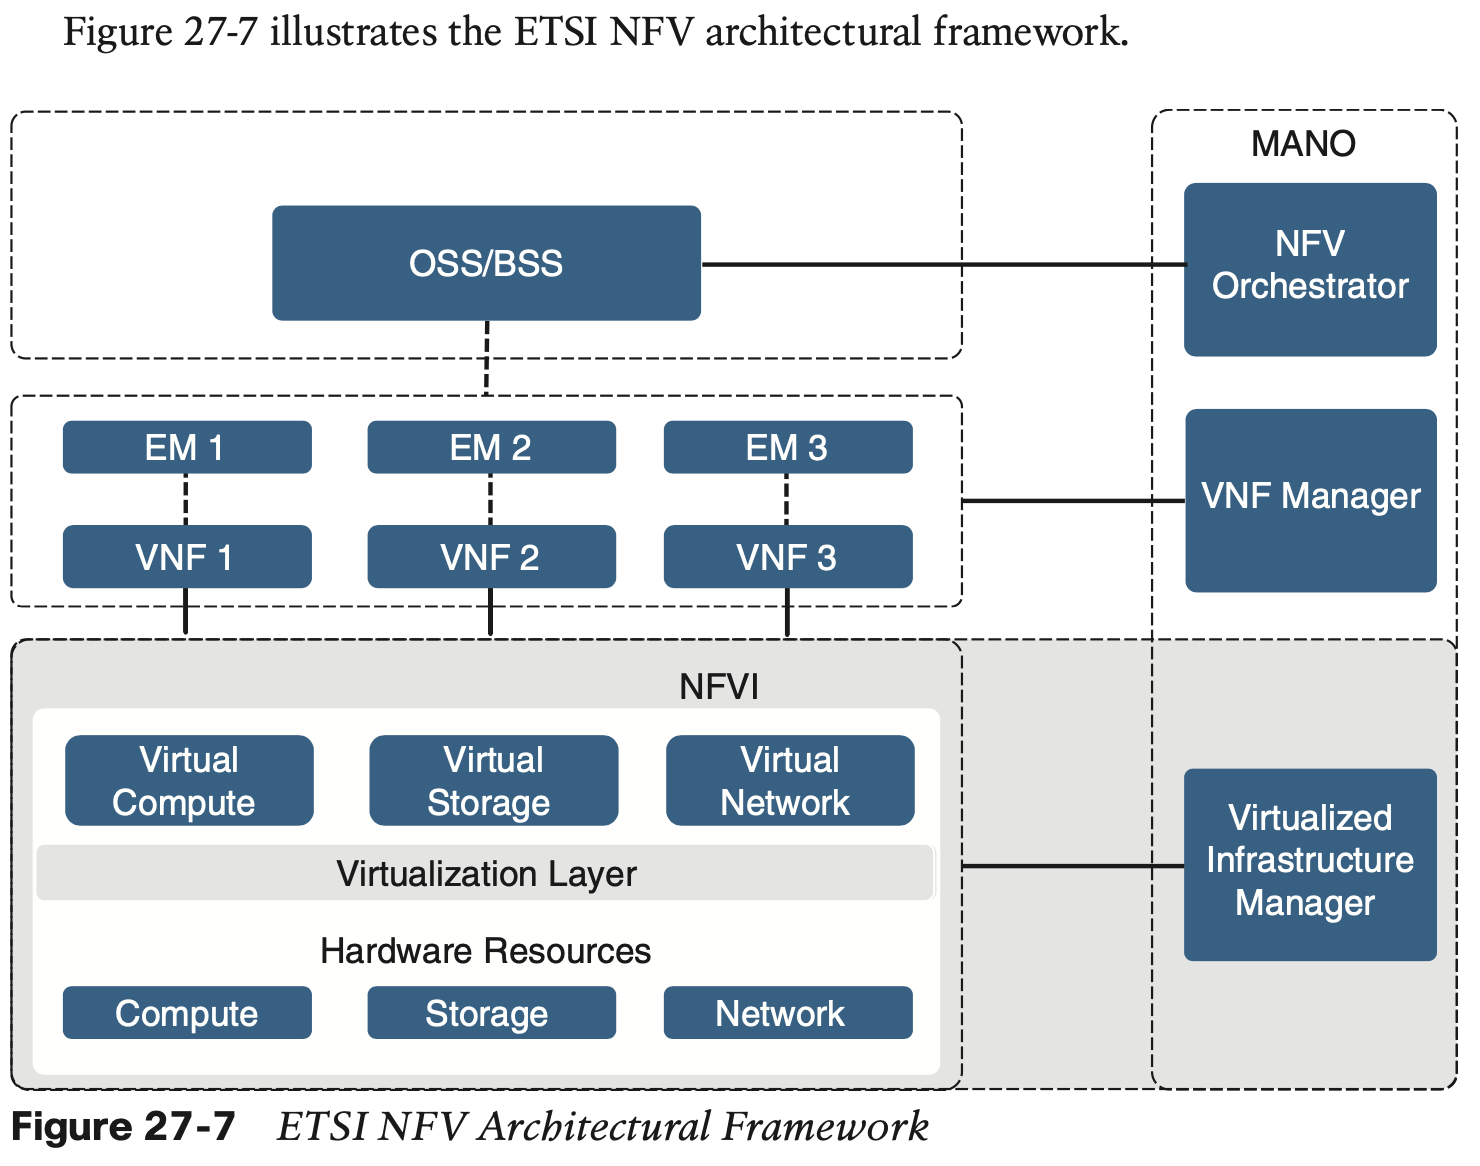 Figure 27-7 illustrates the ETSI NFV architectural framework.
MANO
OSS/BSS
NFV
Orchestrator
EM 1
EM 2
EM 3
VNF 1
VNF 2
VNF 3
VNF Manager
NFVI
Virtual
Compute
Virtual
Storage
Virtual
Network
Virtualization Layer
Hardware Resources
Compute
Storage
Network
Virtualized
Infrastructure
Manager
Figure 27-7 ETSI NFV Architectural Framework